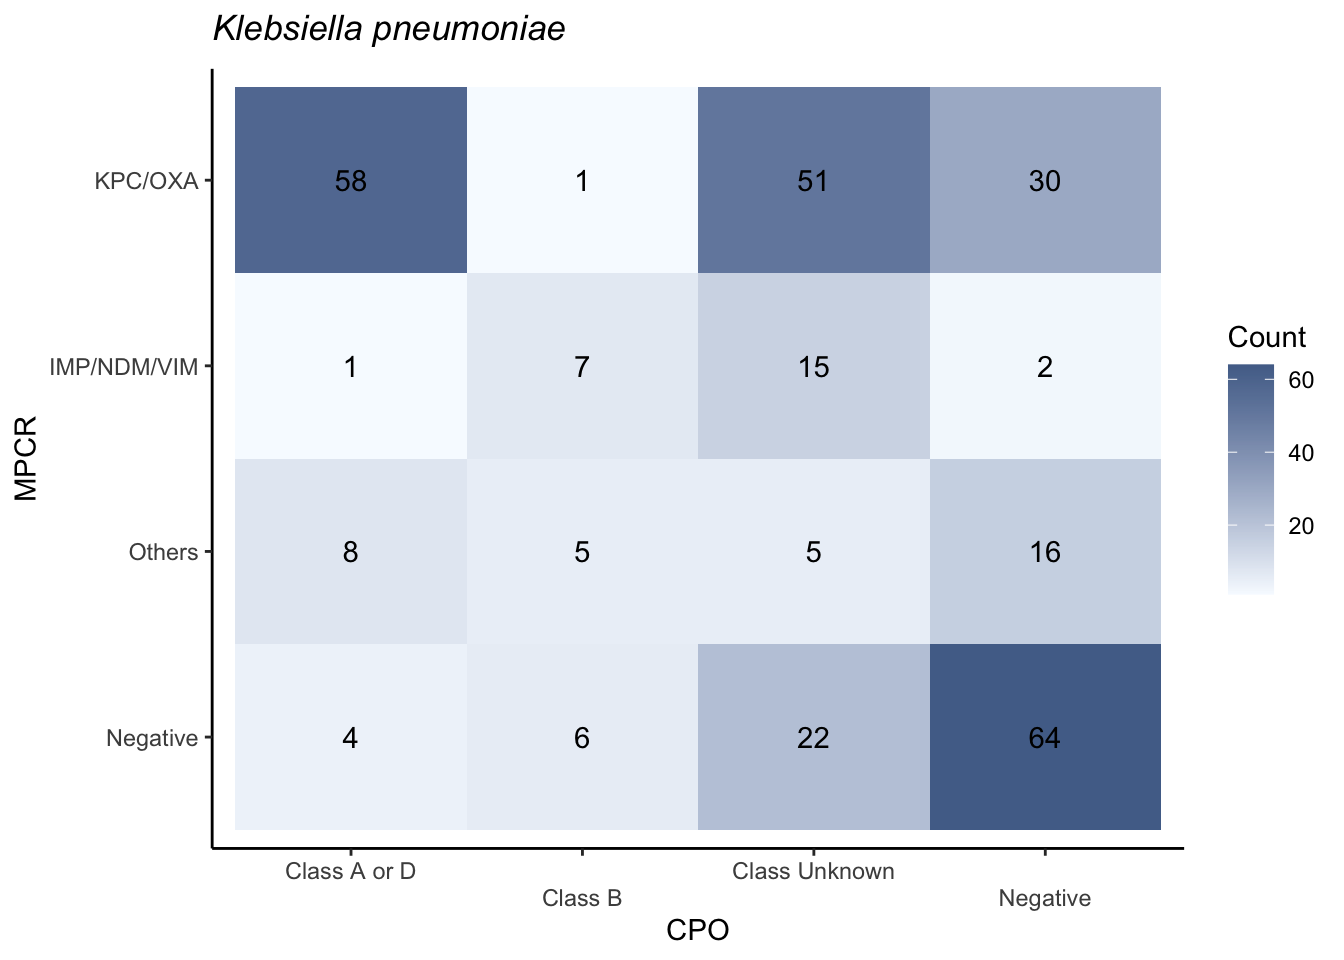 Klebsiella pneumoniae
KPC/OXA
58
1
51
30
IMP/NDM/VIM
1
7
15
2
Others
8
5
5
16
Negative
4
6
22
64
Class A or D
Class B
Class Unknown
Negative
CPO
MPCR
Count
60
40
20